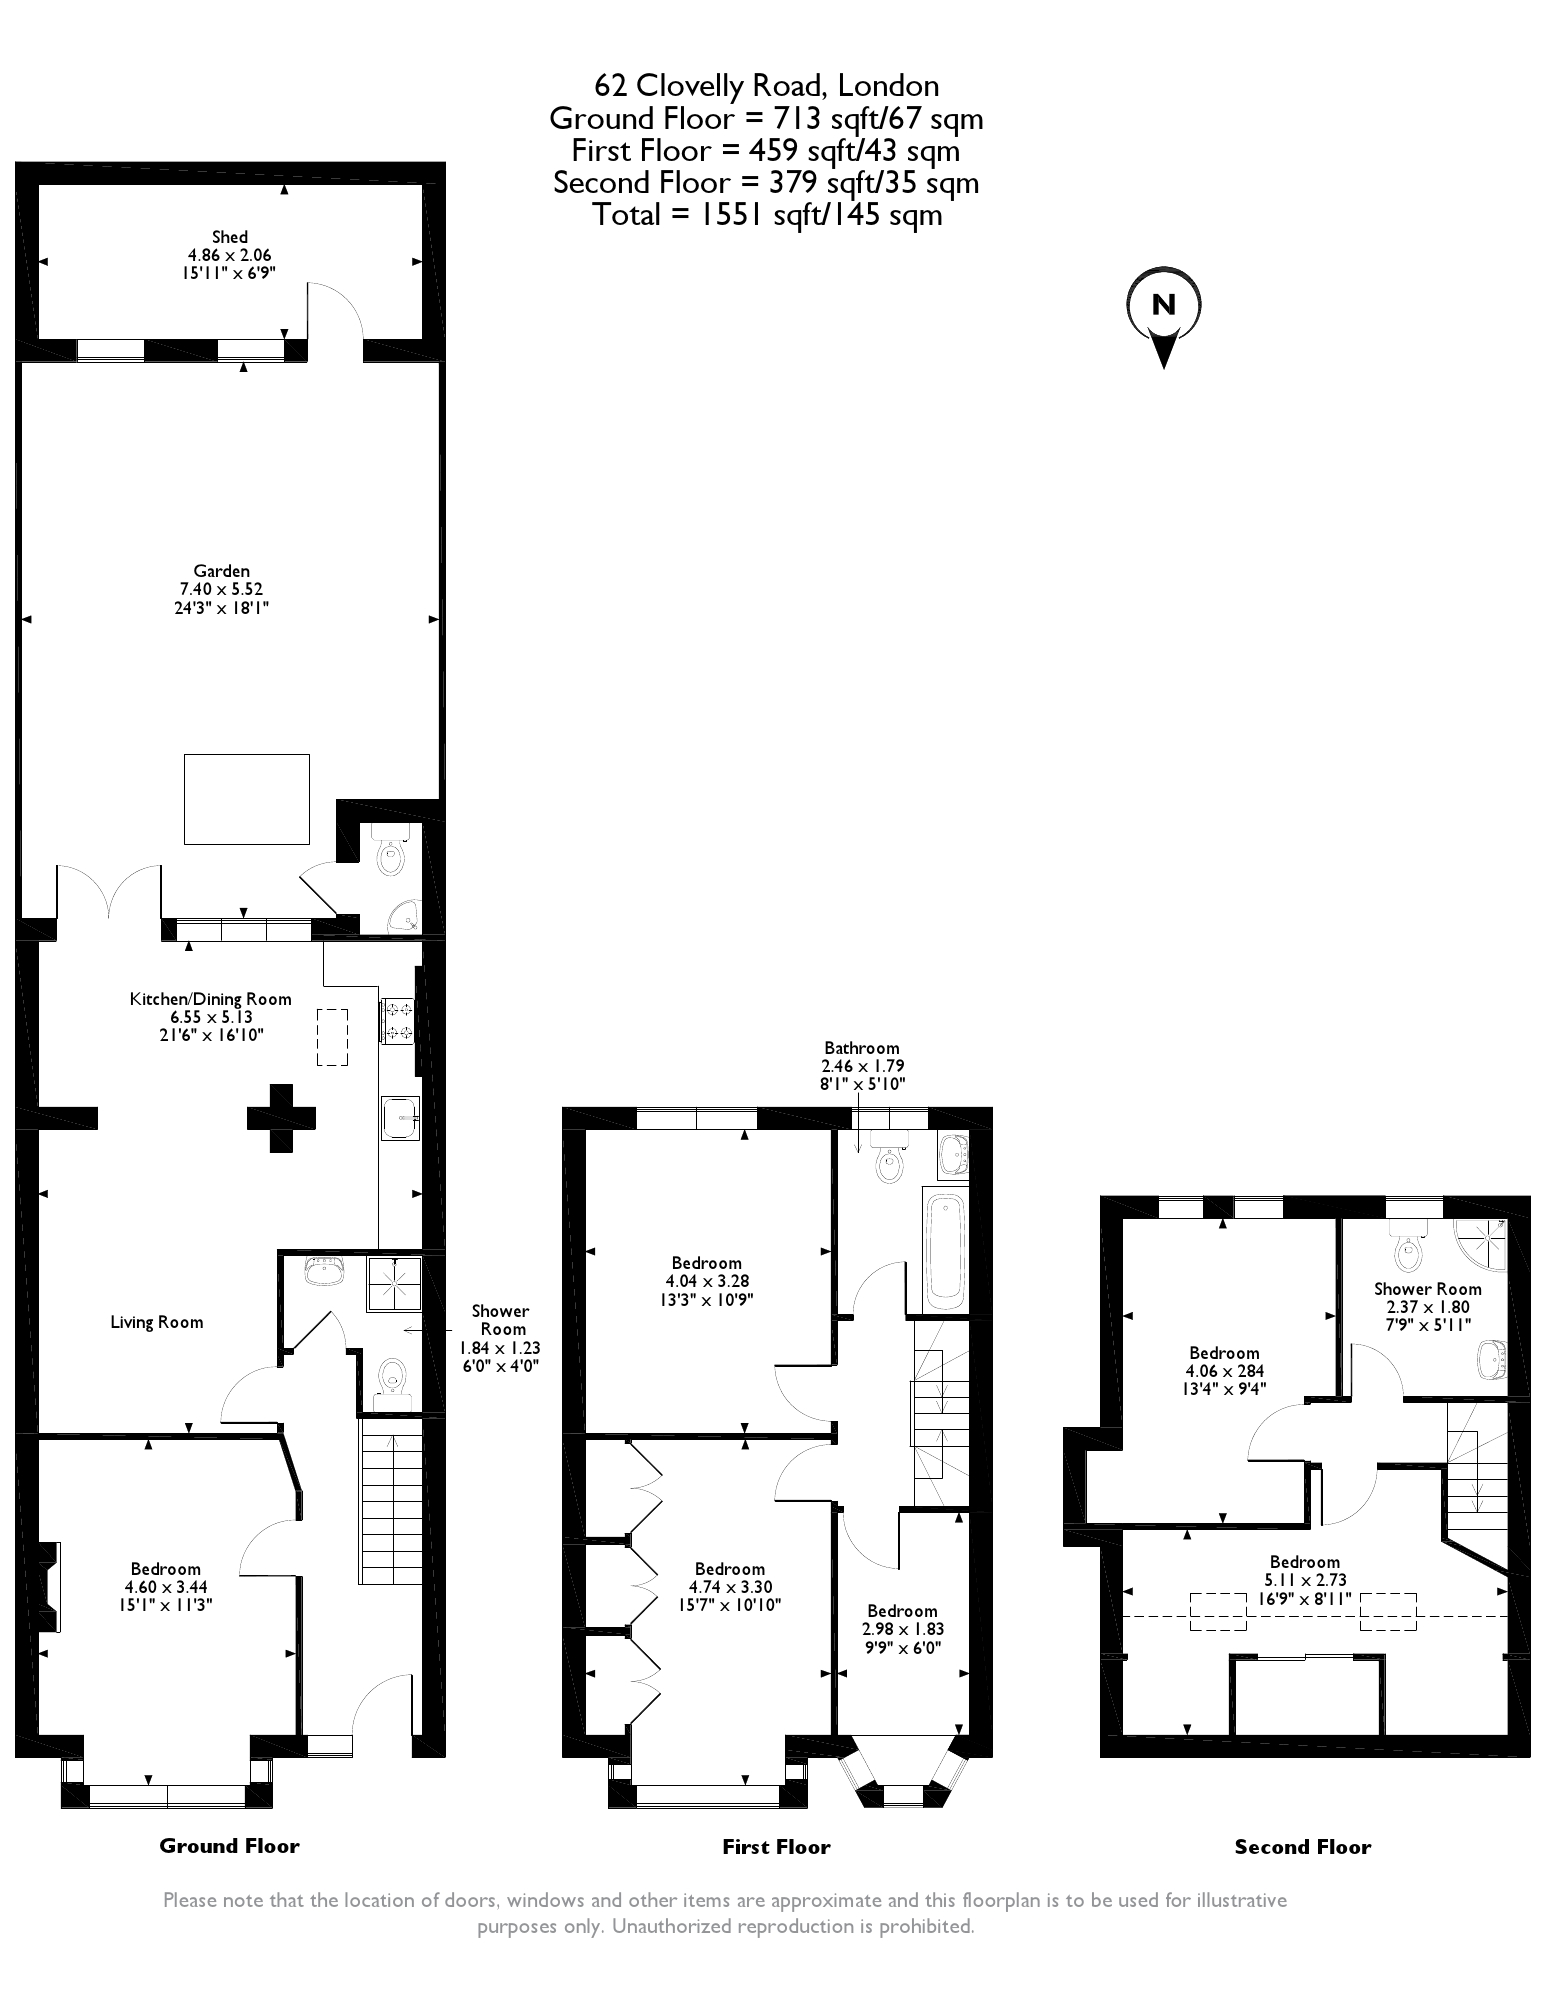 62 Clovelly Road, London
Ground Floor = 713 sqft/67 sqm
First Floor = 459 sqft/43 sqm
Second Floor = 379 sqft/35 sqm
Total = 1551 sqft/145 sqm
N
Shed
4.86 x 2.06
15'11" x 6'9"
Garden
7.40 x 5.52
24'3" x 18'1"
Kitchen/Dining Room
6.55 x 5.13
21'6" x 16'10"
Living Room
Shower
Room
1.84 x 1.23
6'0" x 4'0"
Bedroom
4.60 x 3.44
15'1" x 11'3"
Ground Floor
Bathroom
2.46 x 1.79
8'1" x 5'10"
Bedroom
4.04 x 3.28
13'3" x 10'9"
Bedroom
4.74 x 3.30
15'7" x 10'10"
Bedroom
2.98 x 1.83
9'9" x 6'0"
First Floor
Shower Room
2.37 x 1.80
7'9" x 5'11"
Bedroom
4.06 x 284
13'4" x 9'4"
Bedroom
5.11 x 2.73
16'9" x 8'11"
Second Floor
Please note that the location of doors, windows and other items are approximate and this floorplan is to be used for illustrative
purposes only. Unauthorized reproduction is prohibited.